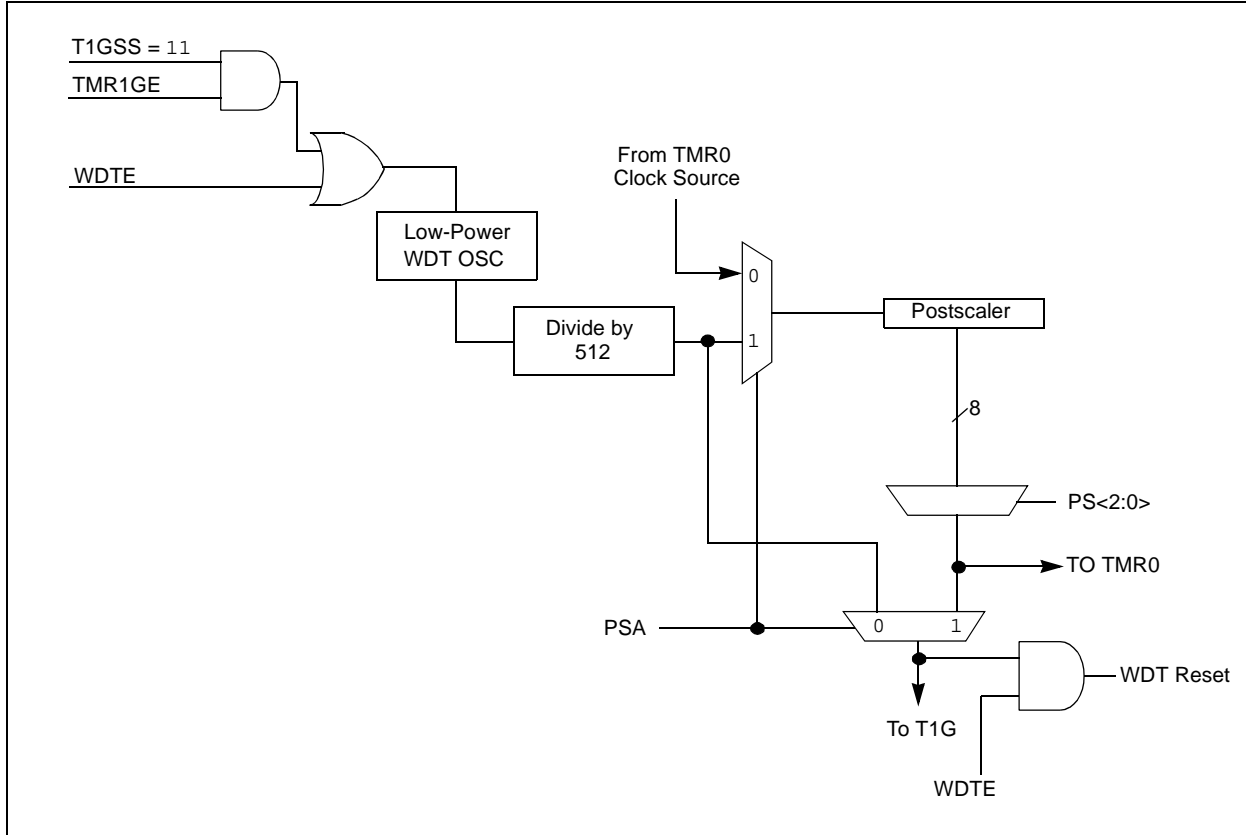 T1GSS = 11
TMR1GE
WDTE
From TMR0
Clock Source
Low-Power
WDT OSC
0
Divide by
512
1
Postscaler
8
PS<2:0>
TO TMR0
PSA
0
1
WDT Reset
To T1G
WDTE